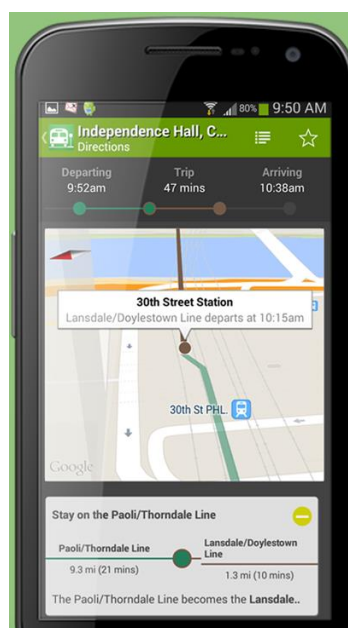 80% 9:50 AM
Independence Hall, C...
Directions
Departing Trip Arriving
9:52am 47 mins 10:38am
30th Street Station
Lansdale/Doylestown Line departs at 10:15am
30th St PHL.
Google
Stay on the Paoli/Thorndale Line
Paoli/Thorndale Line
Lansdale/Doylestown
Line
9.3 mi (21 mins)
1.3 mi (10 mins)
The Paoli/Thorndale Line becomes the Lansdale..